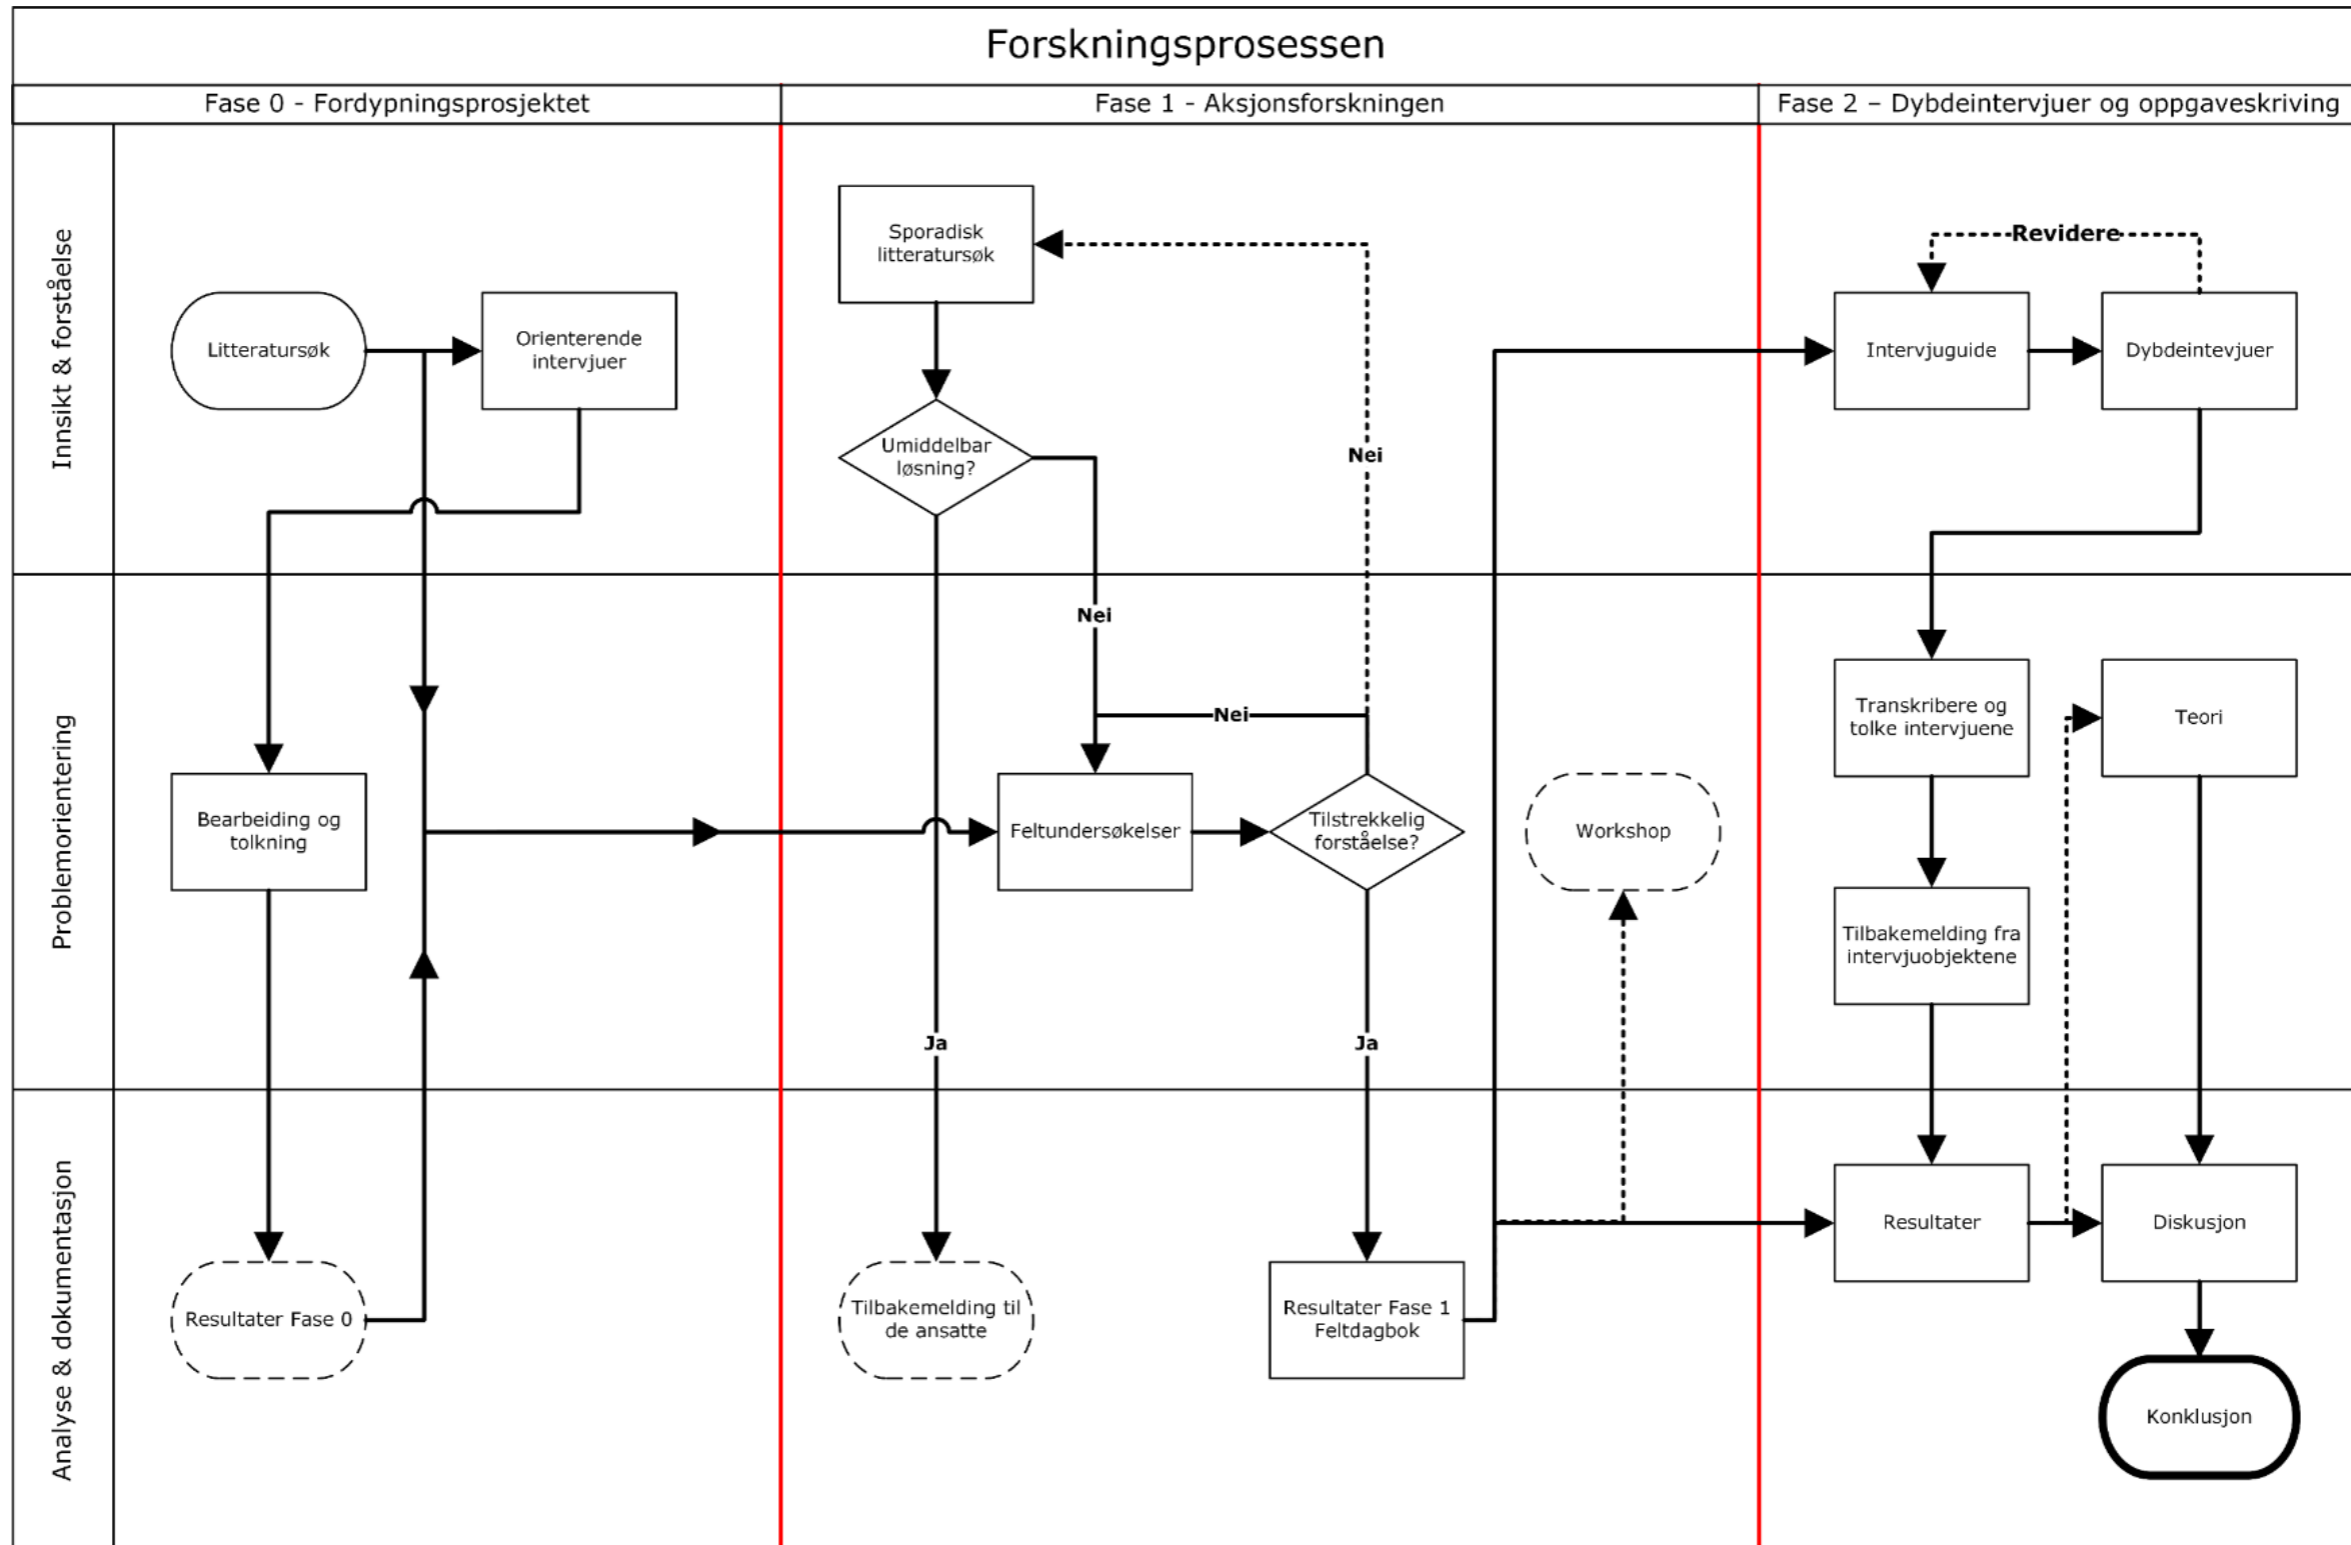 Forskningsprosessen
Fase 0 - Fordypningsprosjektet
Fase 1 - Aksjonsforskningen
Fase 2 – Dybdeintervjuer og oppgaveskriving
Innsikt & forståelse
Litteratursøk
Orienterende
intervjuer
Sporadisk
litteratursøk
Umiddelbar
løsning?
Nei
Revidere
Intervjuguide
Dybdeintevjuer
Problemorientering
Bearbeiding og
tolkning
Nei
Nei
Feltundersøkelser
Tilstrekkelig
forståelse?
Workshop
Ja
Ja
Transkribere og
tolke intervjuene
Teori
Tilbakemelding fra
intervjuobjektene
Analyse & dokumentasjon
Resultater Fase 0
Tilbakemelding til
de ansatte
Resultater Fase 1
Feltdagbok
Resultater
Diskusjon
Konklusjon